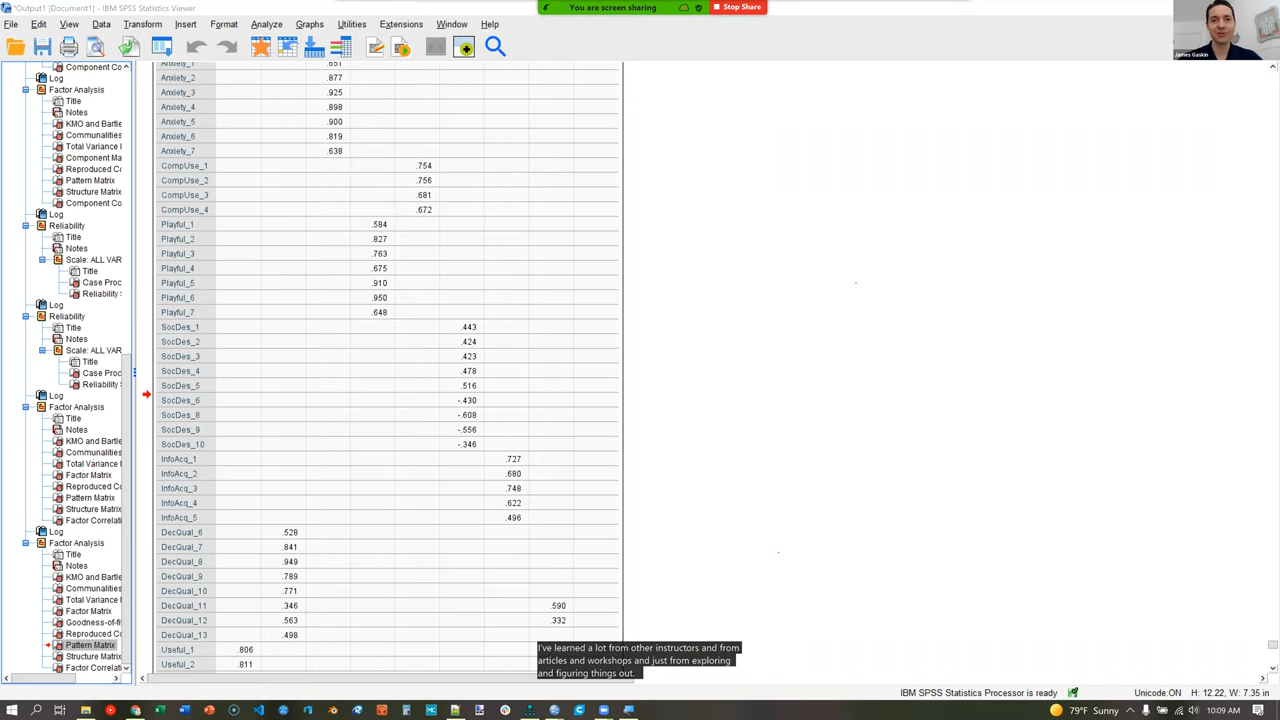 *Output1 [Document1] - IBM SPSS Statistics Viewer
You are screen sharing
Stop Share
File Edit View Data Transform Insert Format Analyze Graphs Utilities Extensions Window Help
James Gaskin
Component Co
Log
Factor Analysis
Title
Notes
KMO and Bartle
Communalities
Total Variance
Component Ma
Reproduced Co
Pattern Matrix
Structure Matrix
Component Co
Log
Reliability
Title
Notes
Scale: ALL VAR
Title
Case Proc
Reliability
Log
Reliability
Title
Notes
Scale: ALL VAR
Title
Case Proc
Reliability
Log
Factor Analysis
Title
Notes
KMO and Bartle
Communalities
Total Variance
Factor Matrix
Reproduced Co
Pattern Matrix
Structure Matrix
Factor Correlati
Log
Factor Analysis
Title
Notes
KMO and Bartle
Communalities
Total Variance
Factor Matrix
Goodness-of-fi
Reproduced Co
Pattern Matrix
Structure Matrix
Factor Correlati
Anxiety_1 .651
Anxiety_2 .877
Anxiety_3 .925
Anxiety_4 .898
Anxiety_5 .900
Anxiety_6 .819
Anxiety_7 .638
CompUse_1 .754
CompUse_2 .756
CompUse_3 .681
CompUse_4 .672
Playful_1 .584
Playful_2 .827
Playful_3 .763
Playful_4 .675
Playful_5 .910
Playful_6 .950
Playful_7 .648
SocDes_1 .443
SocDes_2 .424
SocDes_3 .423
SocDes_4 .478
SocDes_5 .516
SocDes_6 -.430
SocDes_8 -.608
SocDes_9 -.556
SocDes_10 -.346
InfoAcq_1 .727
InfoAcq_2 .680
InfoAcq_3 .748
InfoAcq_4 .622
InfoAcq_5 .496
DecQual_6 .528
DecQual_7 .841
DecQual_8 .949
DecQual_9 .789
DecQual_10 .771
DecQual_11 .346 .590
DecQual_12 .563 .332
DecQual_13 .498
Useful_1 .806
Useful_2 .811
I've learned a lot from other instructors and from
articles and workshops and just from exploring
and figuring things out.
IBM SPSS Statistics Processor is ready Unicode:ON H: 12.22, W: 7.35 in
79°F Sunny 10:09 AM